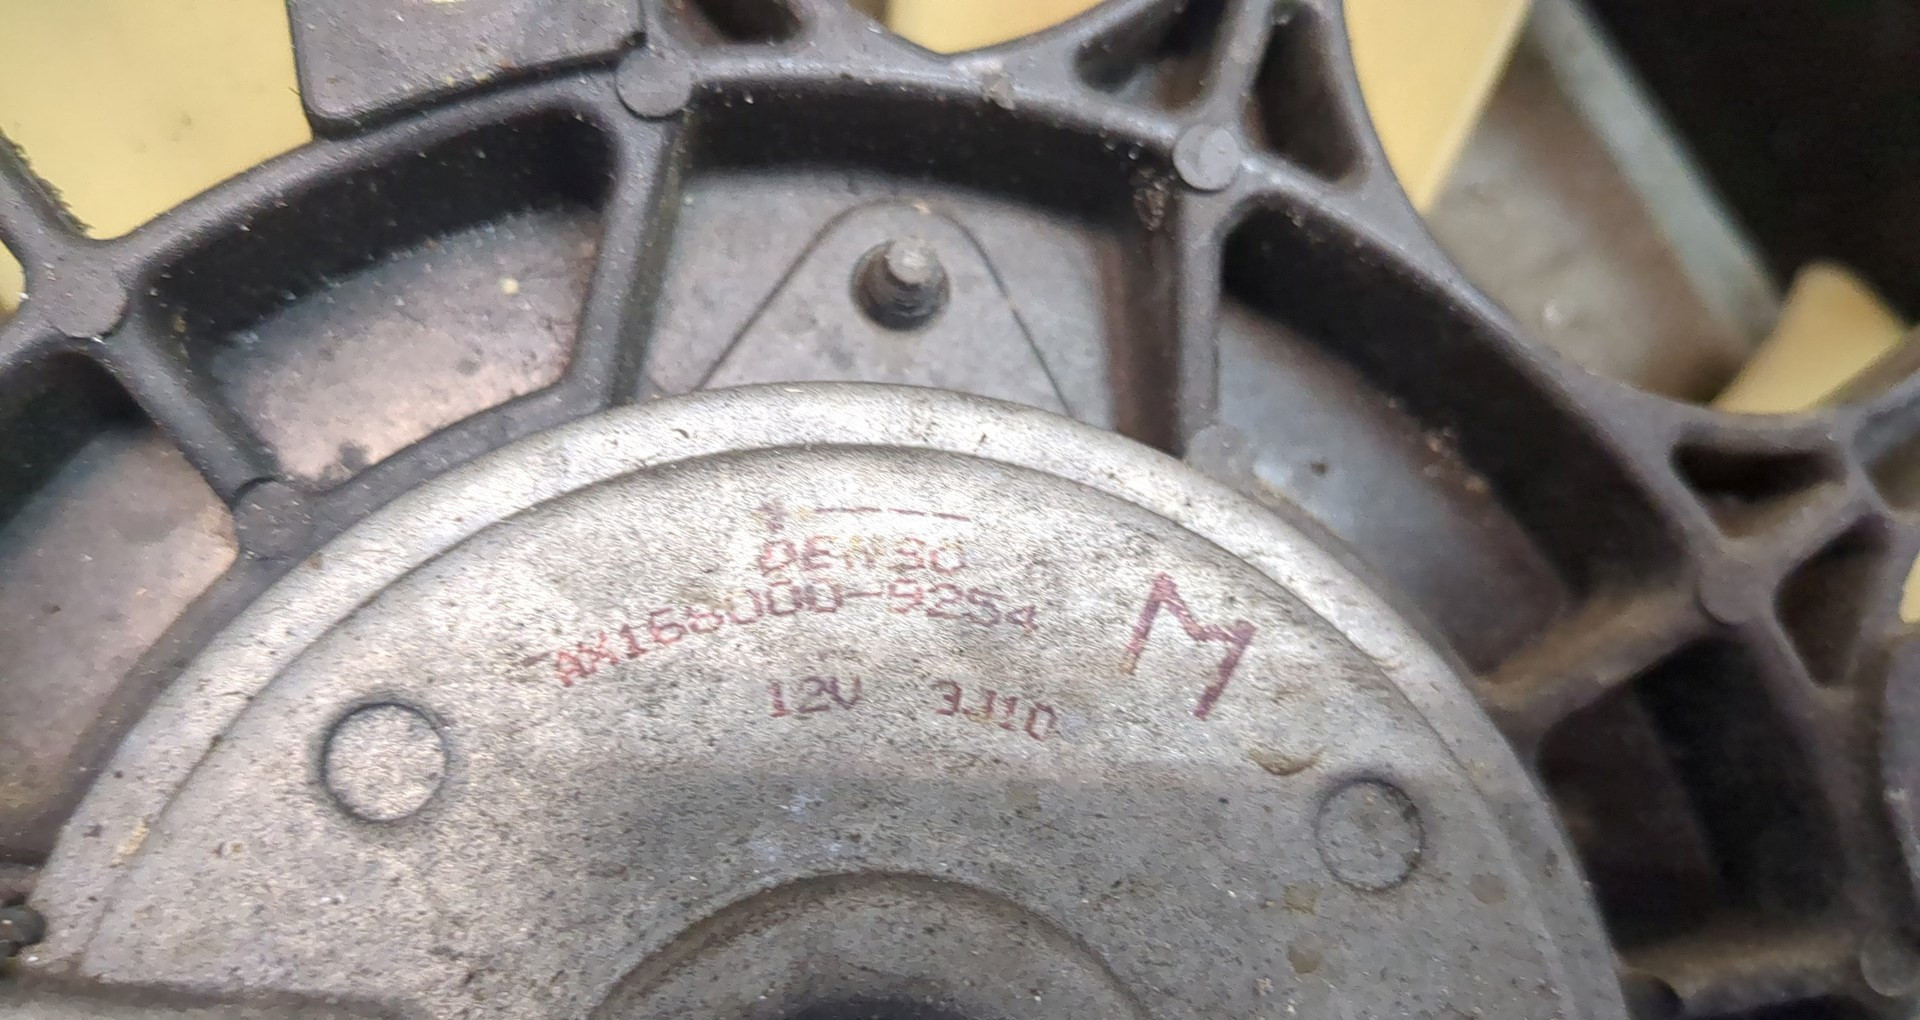 *-----
DENSO
AX168000-9254
M
12V 3J10